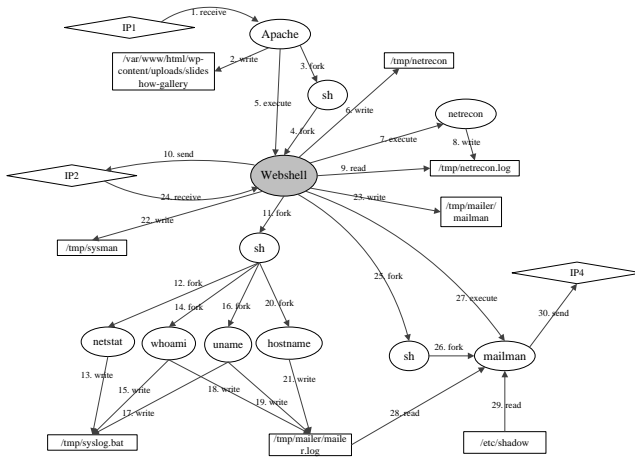 1. receive
IP1
Apache
2. write
/var/www/html/wp-
content/uploads/slides
how-gallery
3. fork
/tmp/netrecon
sh
5. execute
6. write
netrecon
4. fork
7. execute
8. write
10. send
9. read
/tmp/netrecon.log
IP2
Webshell
24. receive
23. write
/tmp/mailer/
mailman
22. write
11. fork
/tmp/sysman
sh
IP4
12. fork
25. fork
14. fork
16. fork
20. fork
27. execute
30. send
netstat
whoami
uname
hostname
sh
26. fork
mailman
13. write
21. write
15. write
18. write
19. write
17. write
28. read
29. read
/tmp/syslog.bat
/tmp/mailer/maile
r.log
/etc/shadow